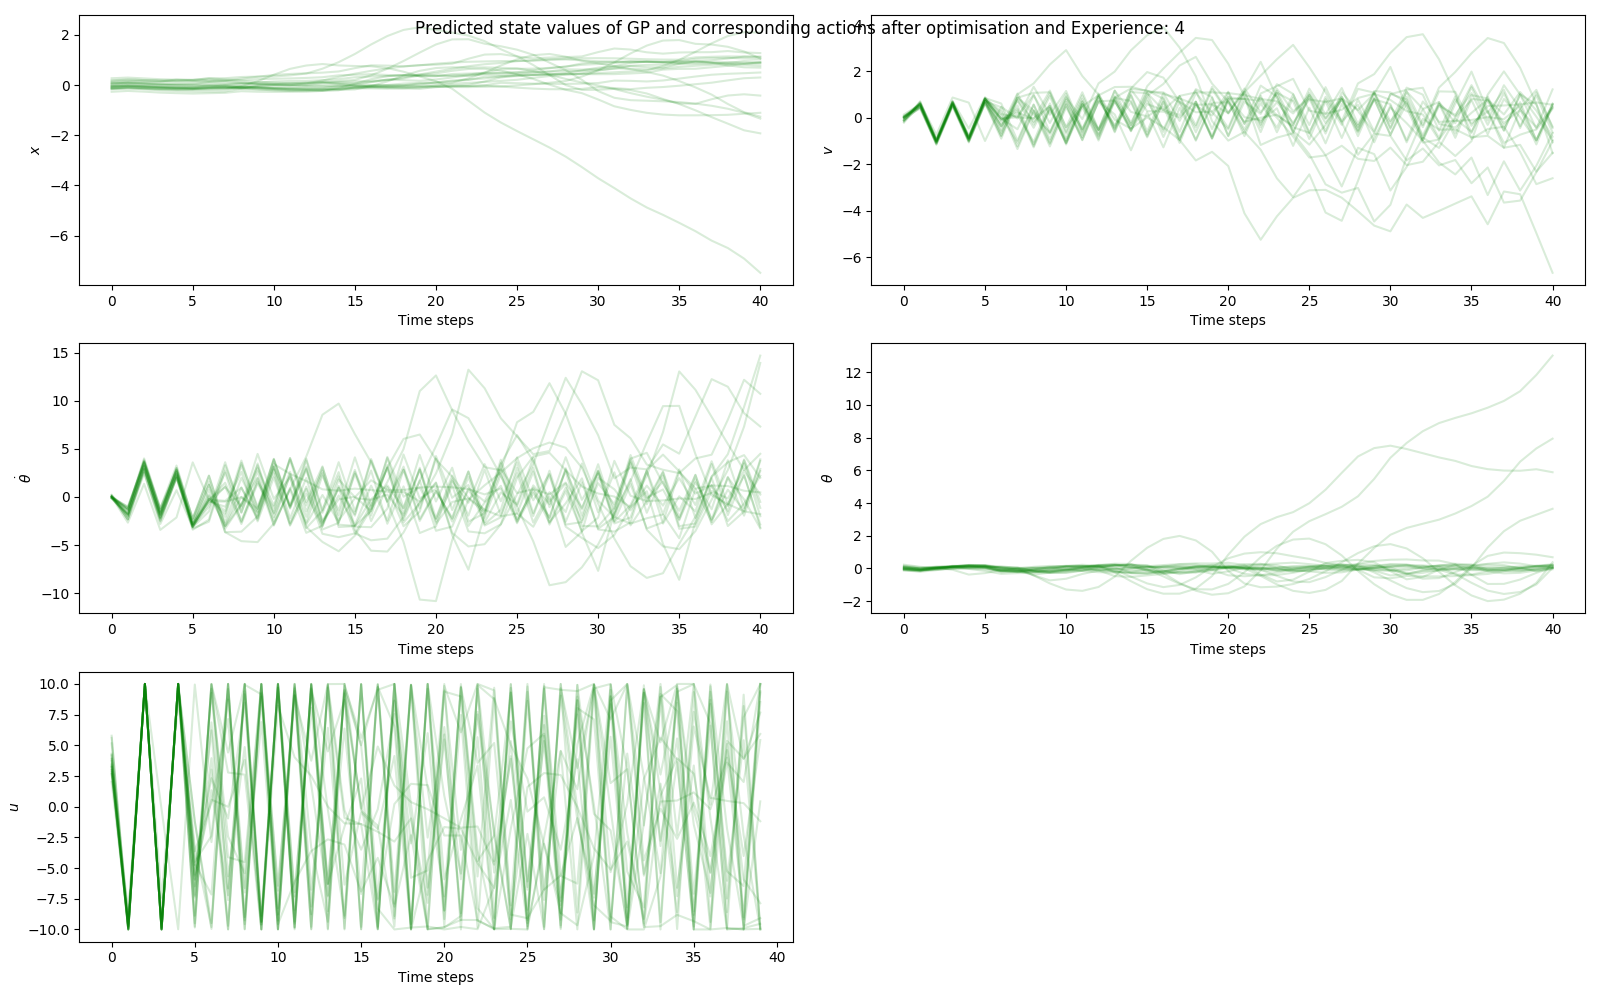 Predicted state values of GP and corresponding actions after optimisation and Experience: 4
2
0
−2
−4
−6
x
0 5 10 15 20 25 30 35 40
Time steps
4
2
0
−2
−4
−6
v
0 5 10 15 20 25 30 35 40
Time steps
15
10
5
0
−5
−10
θ̇
0 5 10 15 20 25 30 35 40
Time steps
12
10
8
6
4
2
0
−2
θ
0 5 10 15 20 25 30 35 40
Time steps
10.0
7.5
5.0
2.5
0.0
−2.5
−5.0
−7.5
−10.0
u
0 5 10 15 20 25 30 35 40
Time steps